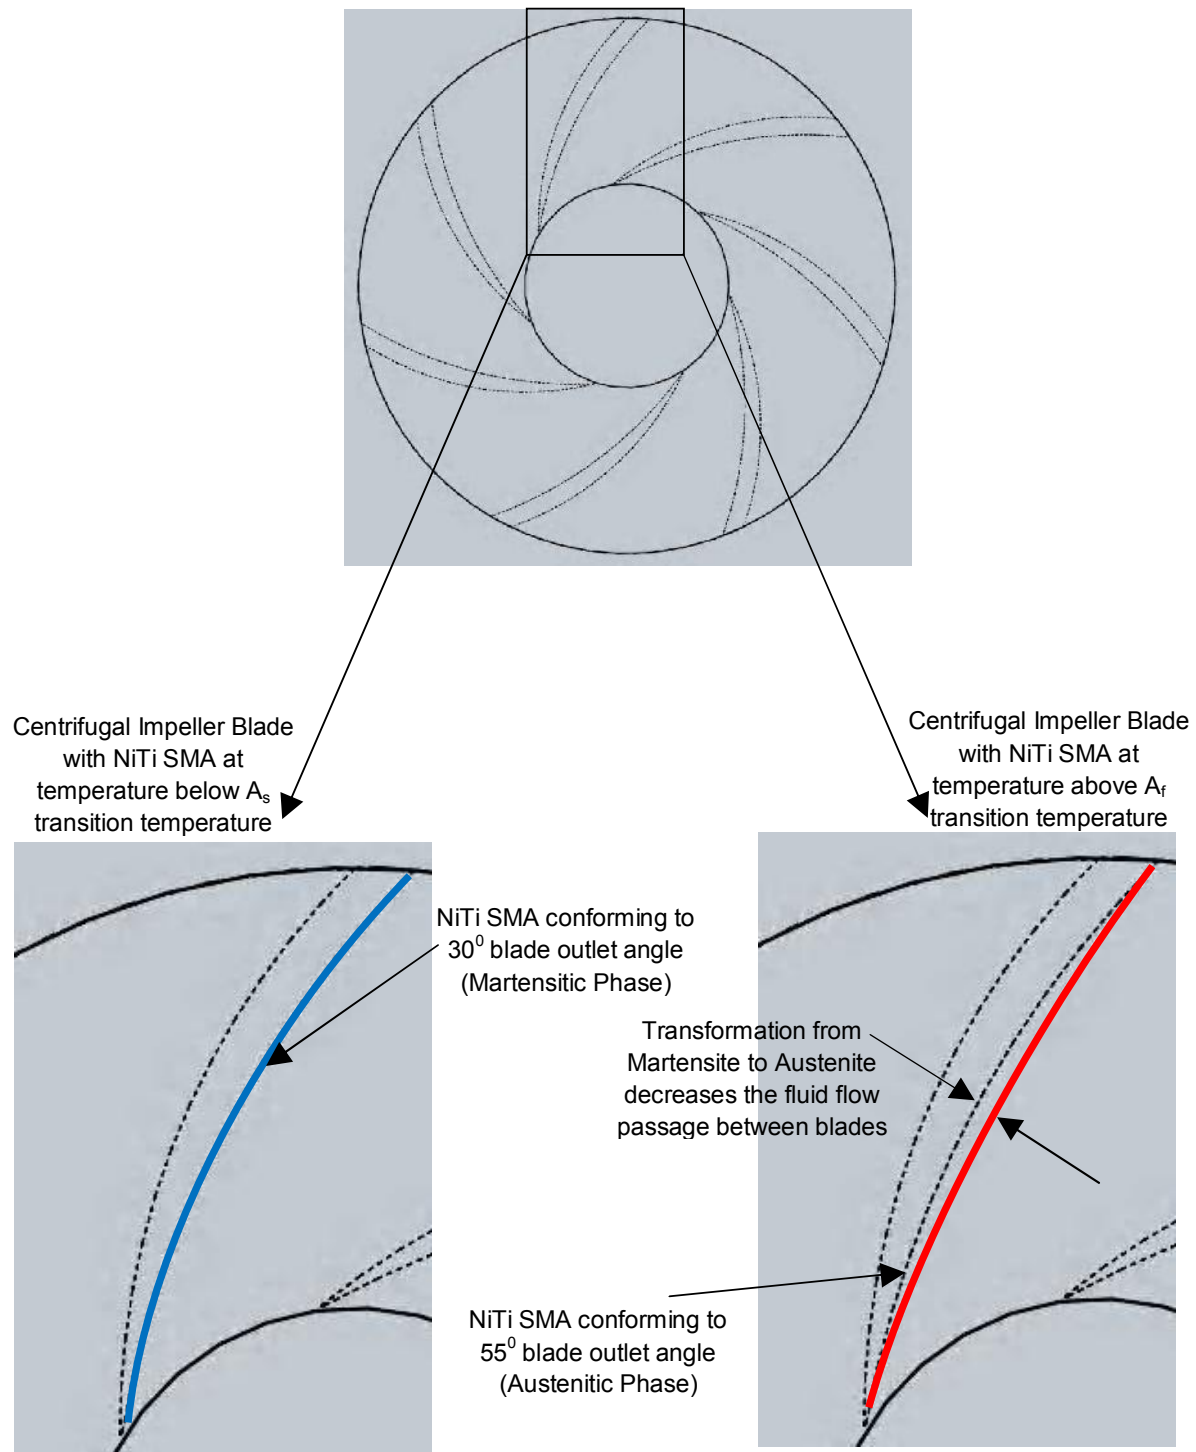 Centrifugal Impeller Blade
with NiTi SMA at
temperature below Aₛ
transition temperature
Centrifugal Impeller Blade
with NiTi SMA at
temperature above A_f
transition temperature
NiTi SMA conforming to
30⁰ blade outlet angle
(Martensitic Phase)
Transformation from
Martensite to Austenite
decreases the fluid flow
passage between blades
NiTi SMA conforming to
55⁰ blade outlet angle
(Austenitic Phase)